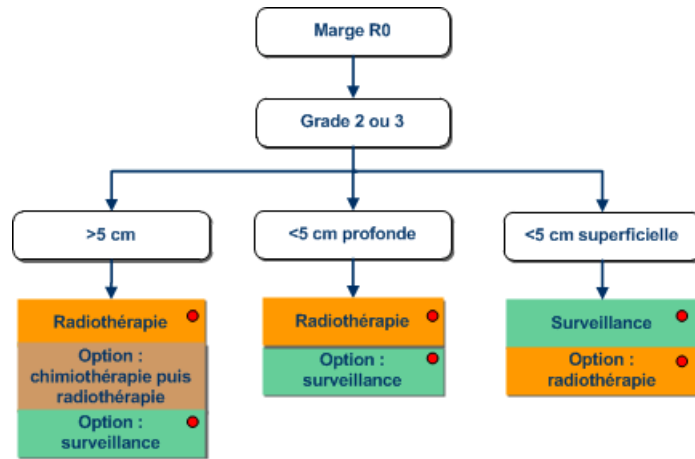 Marge R0
Grade 2 ou 3
>5 cm
<5 cm profonde
<5 cm superficielle
Radiothérapie
Option :
chimiothérapie puis
radiothérapie
Option :
surveillance
Radiothérapie
Option :
surveillance
Surveillance
Option :
radiothérapie